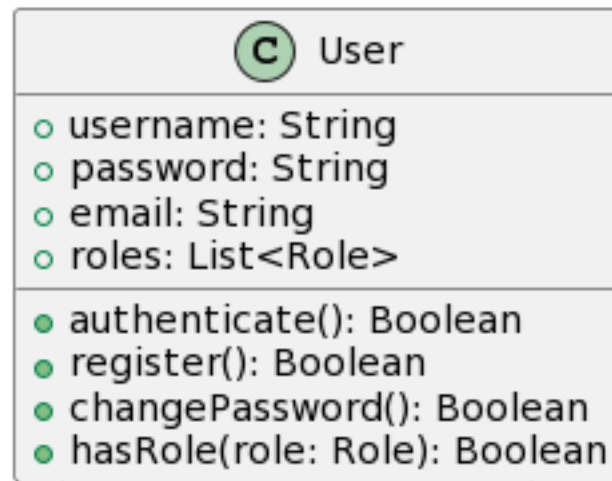 C User
username: String
password: String
email: String
roles: List<Role>
authenticate(): Boolean
register(): Boolean
changePassword(): Boolean
hasRole(role: Role): Boolean